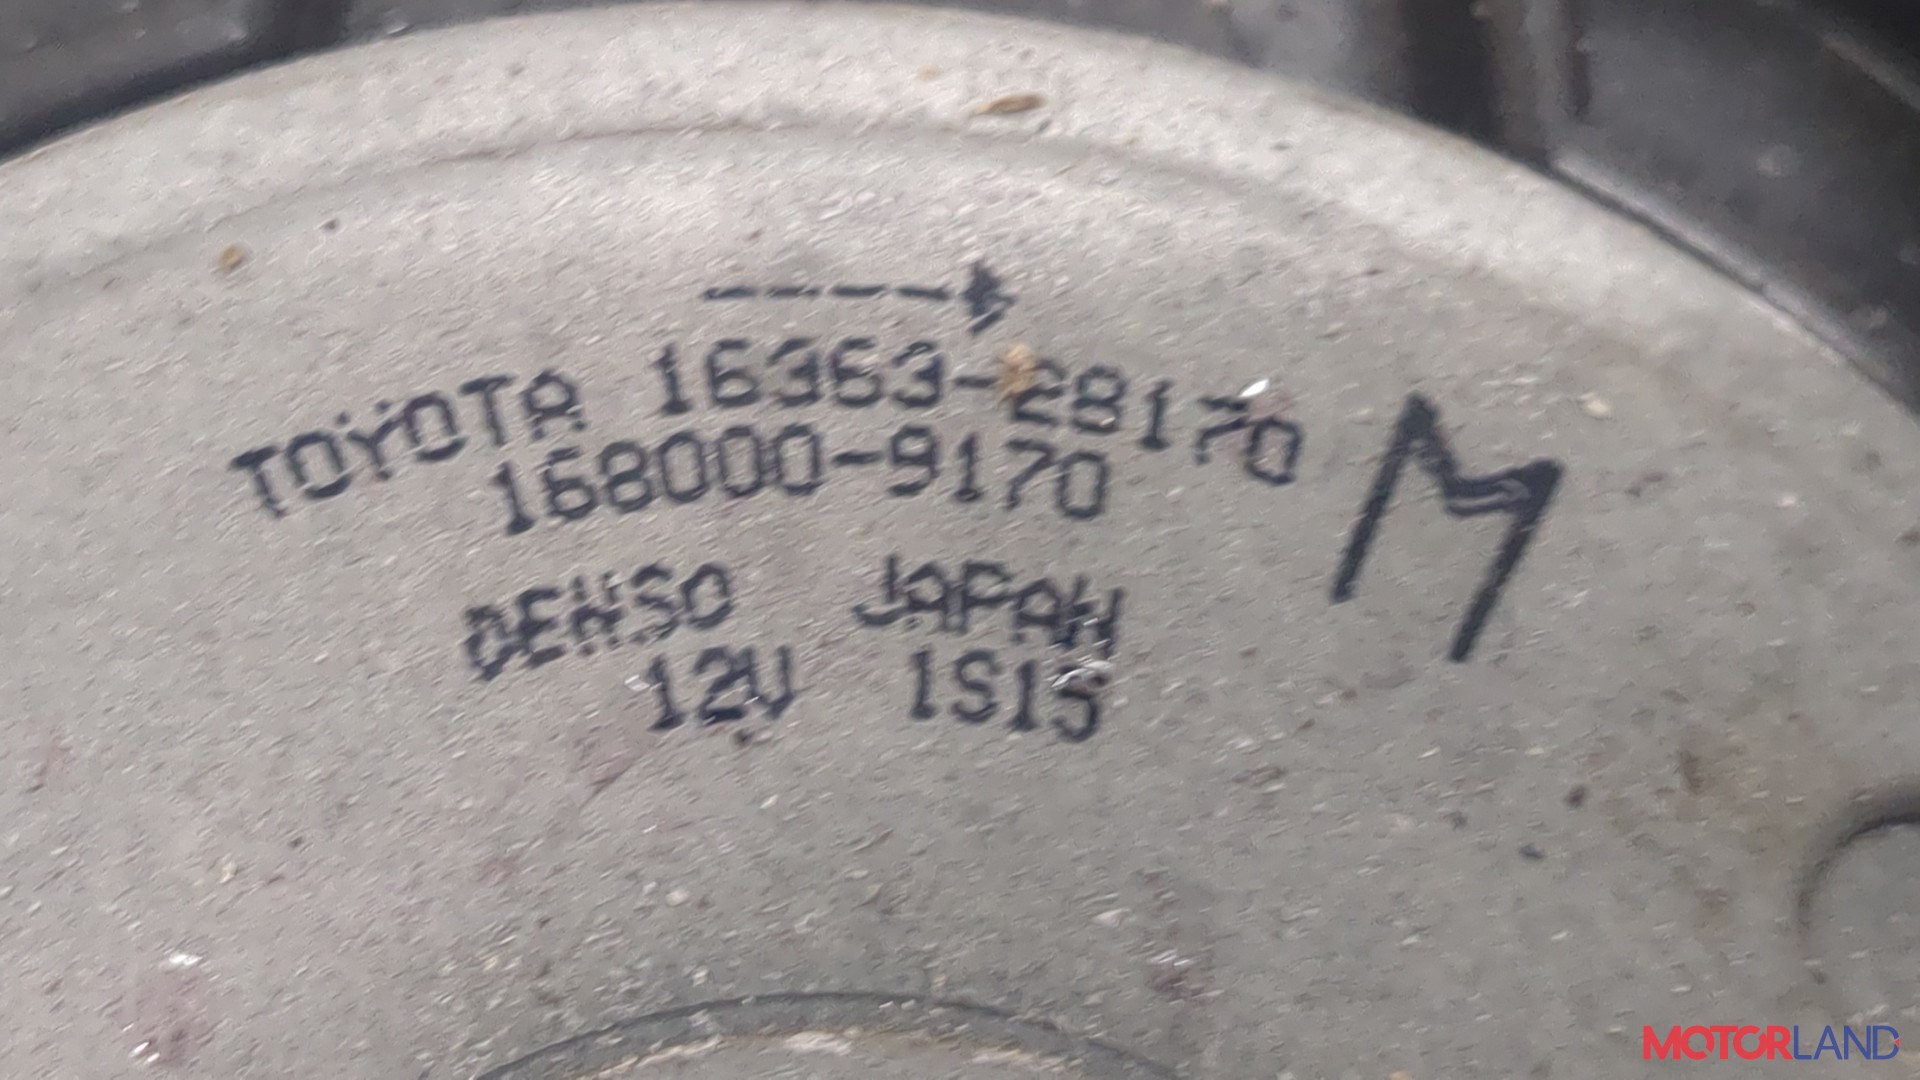 TOYOTA 16363-28170
168000-9170
DENSO JAPAN
12V 1S15
M
MOTORLAND